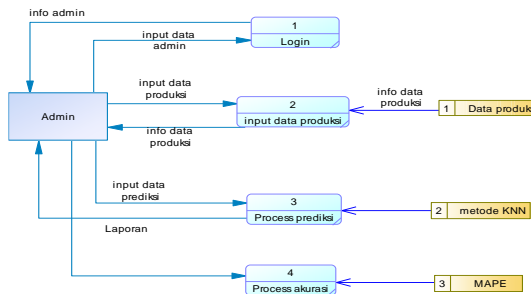 info admin
1
Login
input data
admin
input data
produksi
2
input data produksi
info data
produksi
info data
produksi
1 Data produk
Admin
input data
prediksi
3
Process prediksi
2 metode KNN
Laporan
4
Process akurasi
3 MAPE